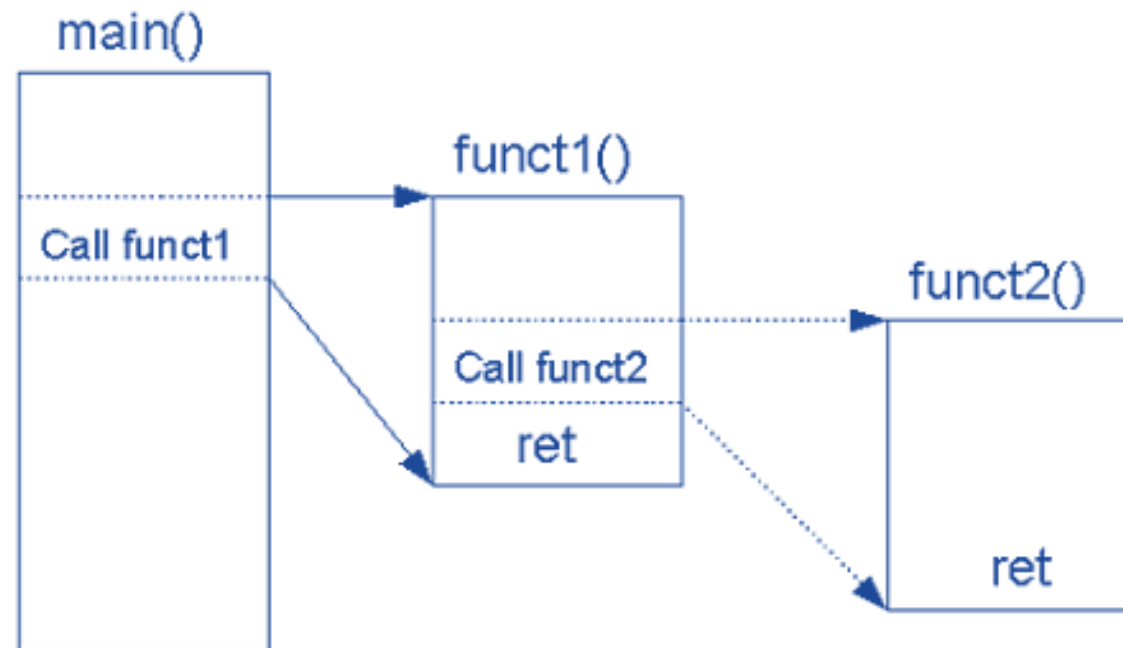 main()
funct1()
Call funct1
funct2()
Call funct2
ret
ret